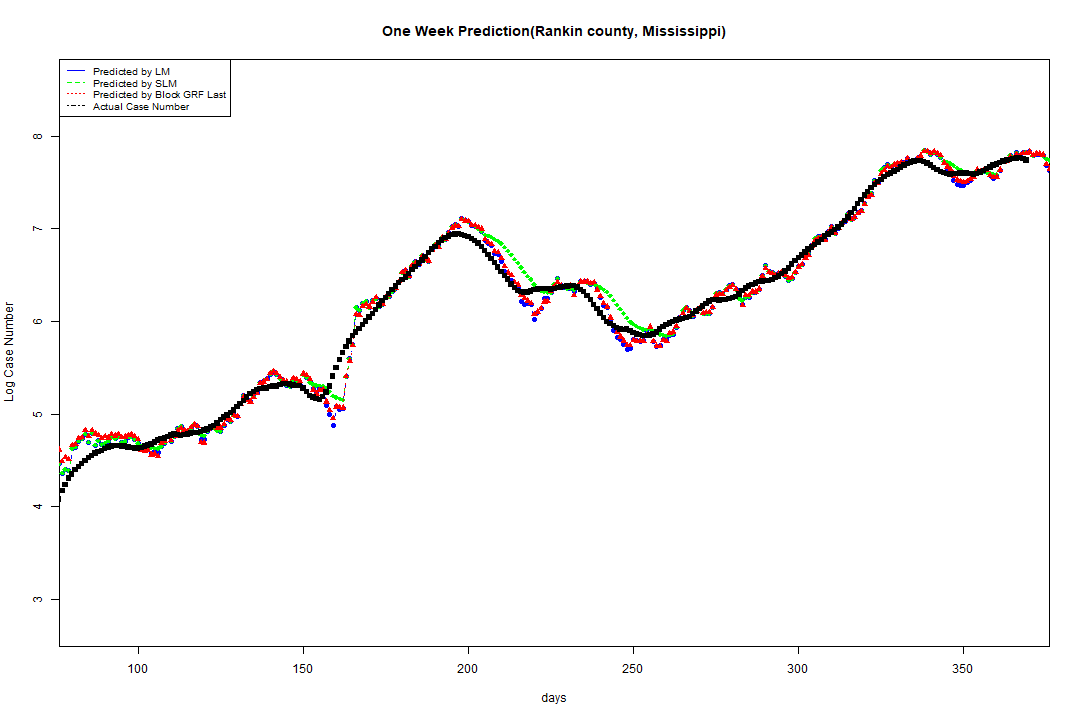 One Week Prediction(Rankin county, Mississippi)
Predicted by LM
Predicted by SLM
Predicted by Block GRF Last
Actual Case Number
8
7
6
5
4
3
Log Case Number
100 150 200 250 300 350
days